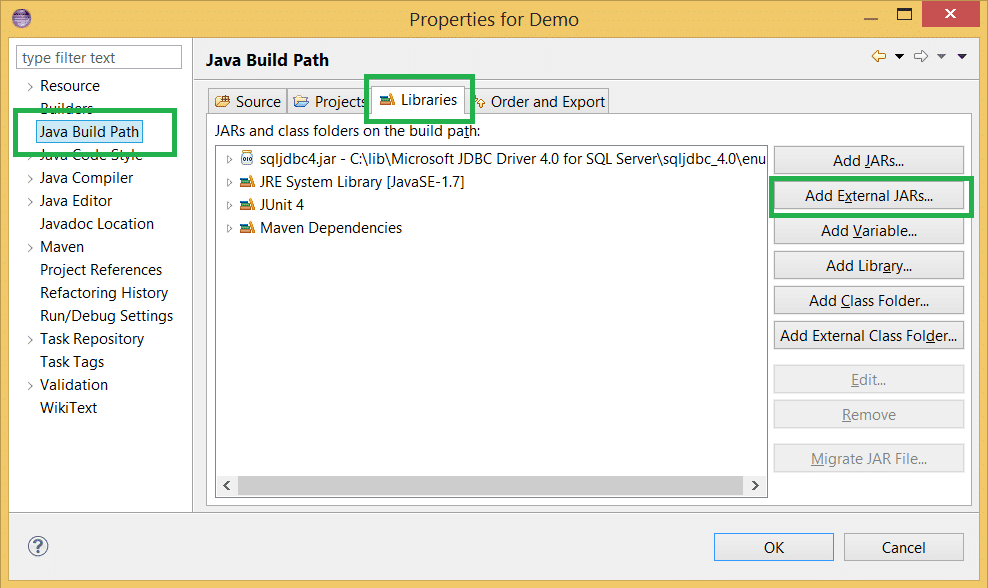 Properties for Demo
type filter text
Resource
Builders
Java Build Path
Java Code Style
Java Compiler
Java Editor
Javadoc Location
Maven
Project References
Refactoring History
Run/Debug Settings
Task Repository
Task Tags
Validation
WikiText
Java Build Path
Source Projects Libraries Order and Export
JARs and class folders on the build path:
sqljdbc4.jar - C:\lib\Microsoft JDBC Driver 4.0 for SQL Server\sqljdbc_4.0\enu
JRE System Library [JavaSE-1.7]
JUnit 4
Maven Dependencies
Add JARs...
Add External JARs...
Add Variable...
Add Library...
Add Class Folder...
Add External Class Folder...
Edit...
Remove
Migrate JAR File...
OK Cancel